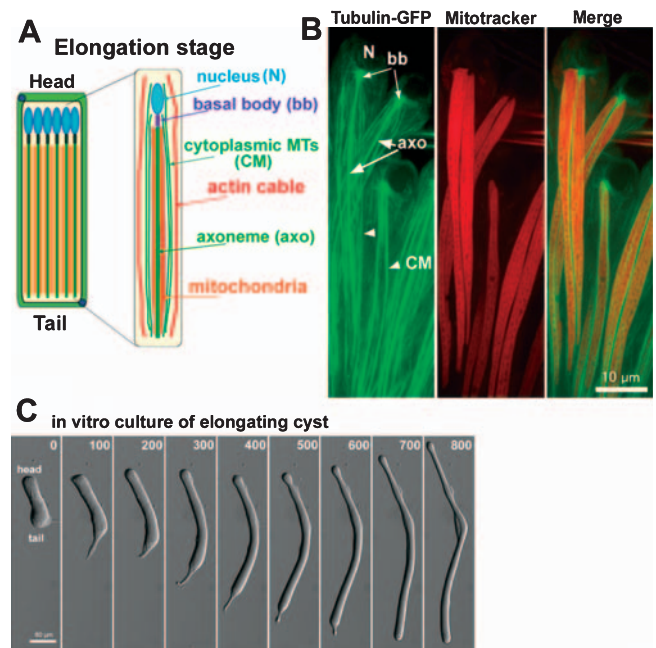 A
Elongation stage
Head
nucleus (N)
basal body (bb)
cytoplasmic MTs
(CM)
actin cable
axoneme (axo)
mitochondria
Tail
B
Tubulin-GFP Mitotracker Merge
N
bb
axo
CM
10 µm
C
in vitro culture of elongating cyst
0 100 200 300 400 500 600 700 800
head
tail
50 µm